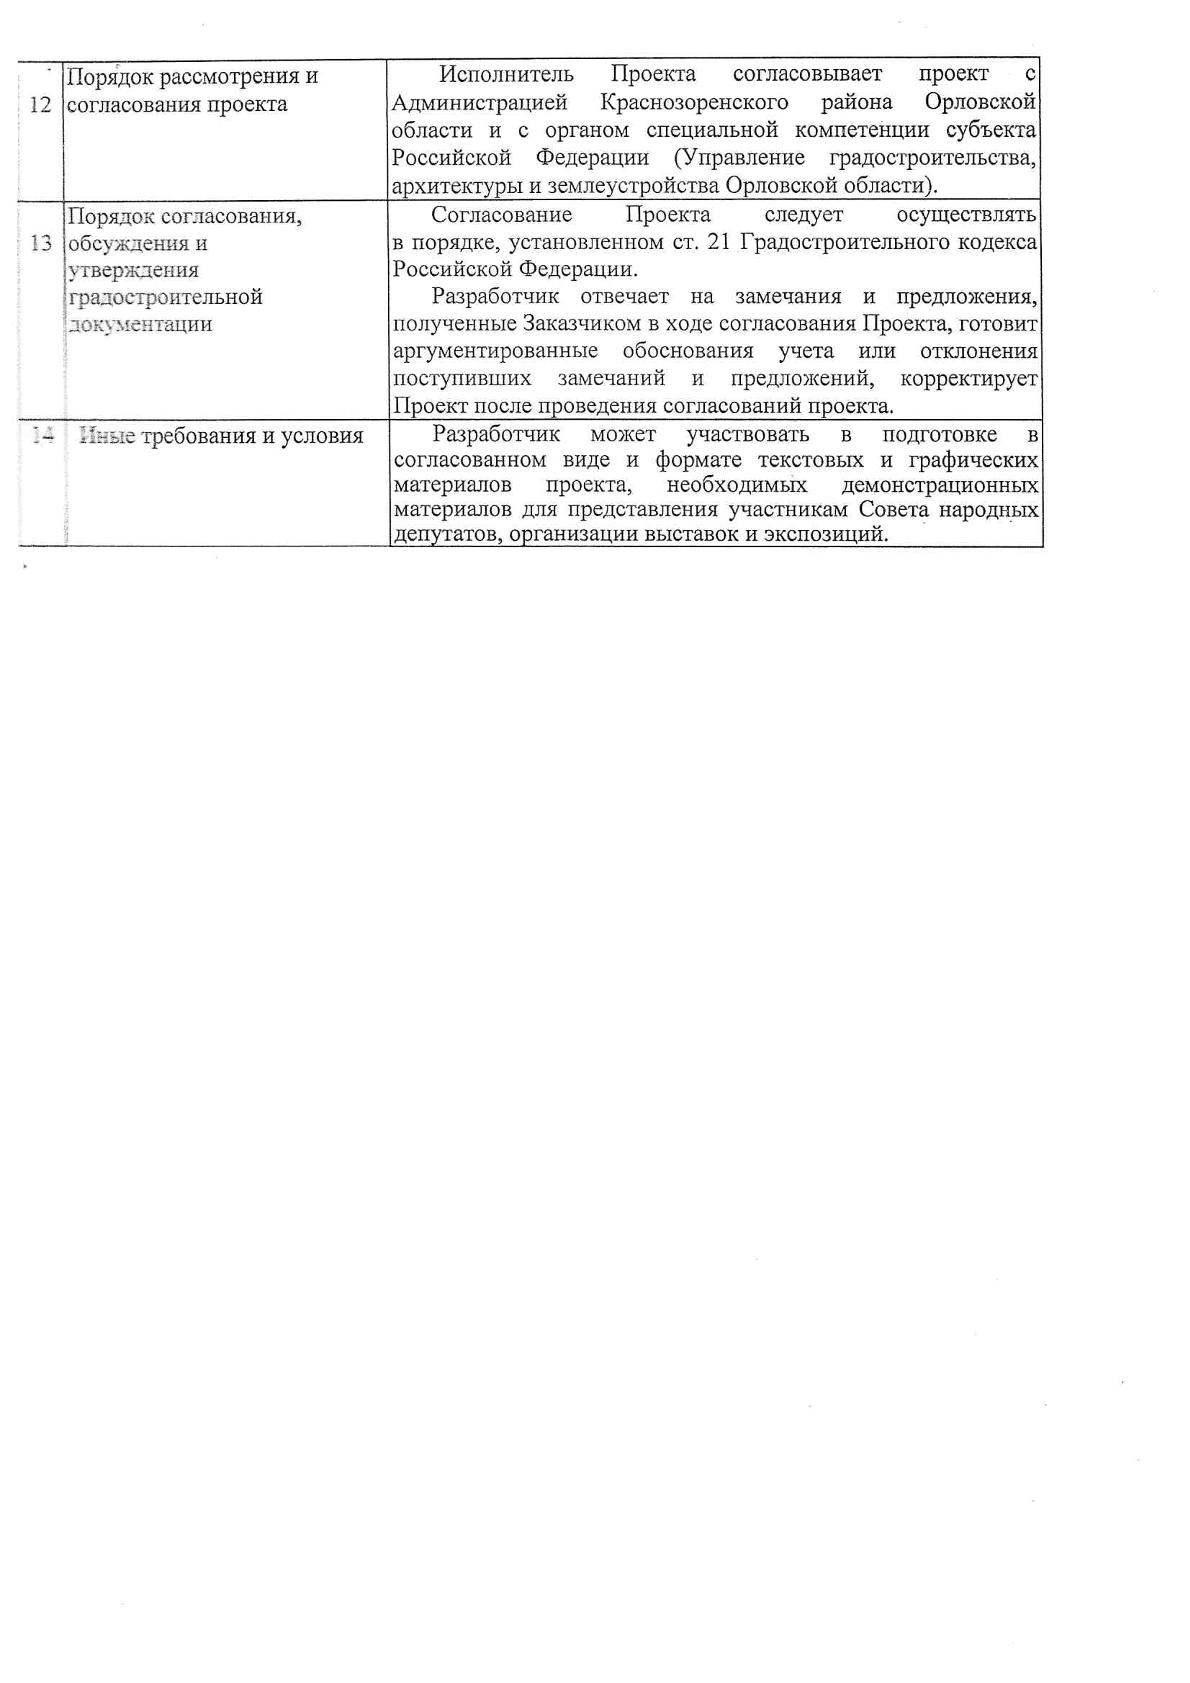 12
Порядок рассмотрения и
согласования проекта
Исполнитель Проекта согласовывает проект с
Администрацией Краснозоренского района Орловской
области и с органом специальной компетенции субъекта
Российской Федерации (Управление градостроительства,
архитектуры и землеустройства Орловской области).
13
Порядок согласования,
обсуждения и
утверждения
градостроительной
документации
Согласование Проекта следует осуществлять
в порядке, установленном ст. 21 Градостроительного кодекса
Российской Федерации.
Разработчик отвечает на замечания и предложения,
полученные Заказчиком в ходе согласования Проекта, готовит
аргументированные обоснования учета или отклонения
поступивших замечаний и предложений, корректирует
Проект после проведения согласований проекта.
14
Иные требования и условия
Разработчик может участвовать в подготовке в
согласованном виде и формате текстовых и графических
материалов проекта, необходимых демонстрационных
материалов для представления участникам Совета народных
депутатов, организации выставок и экспозиций.